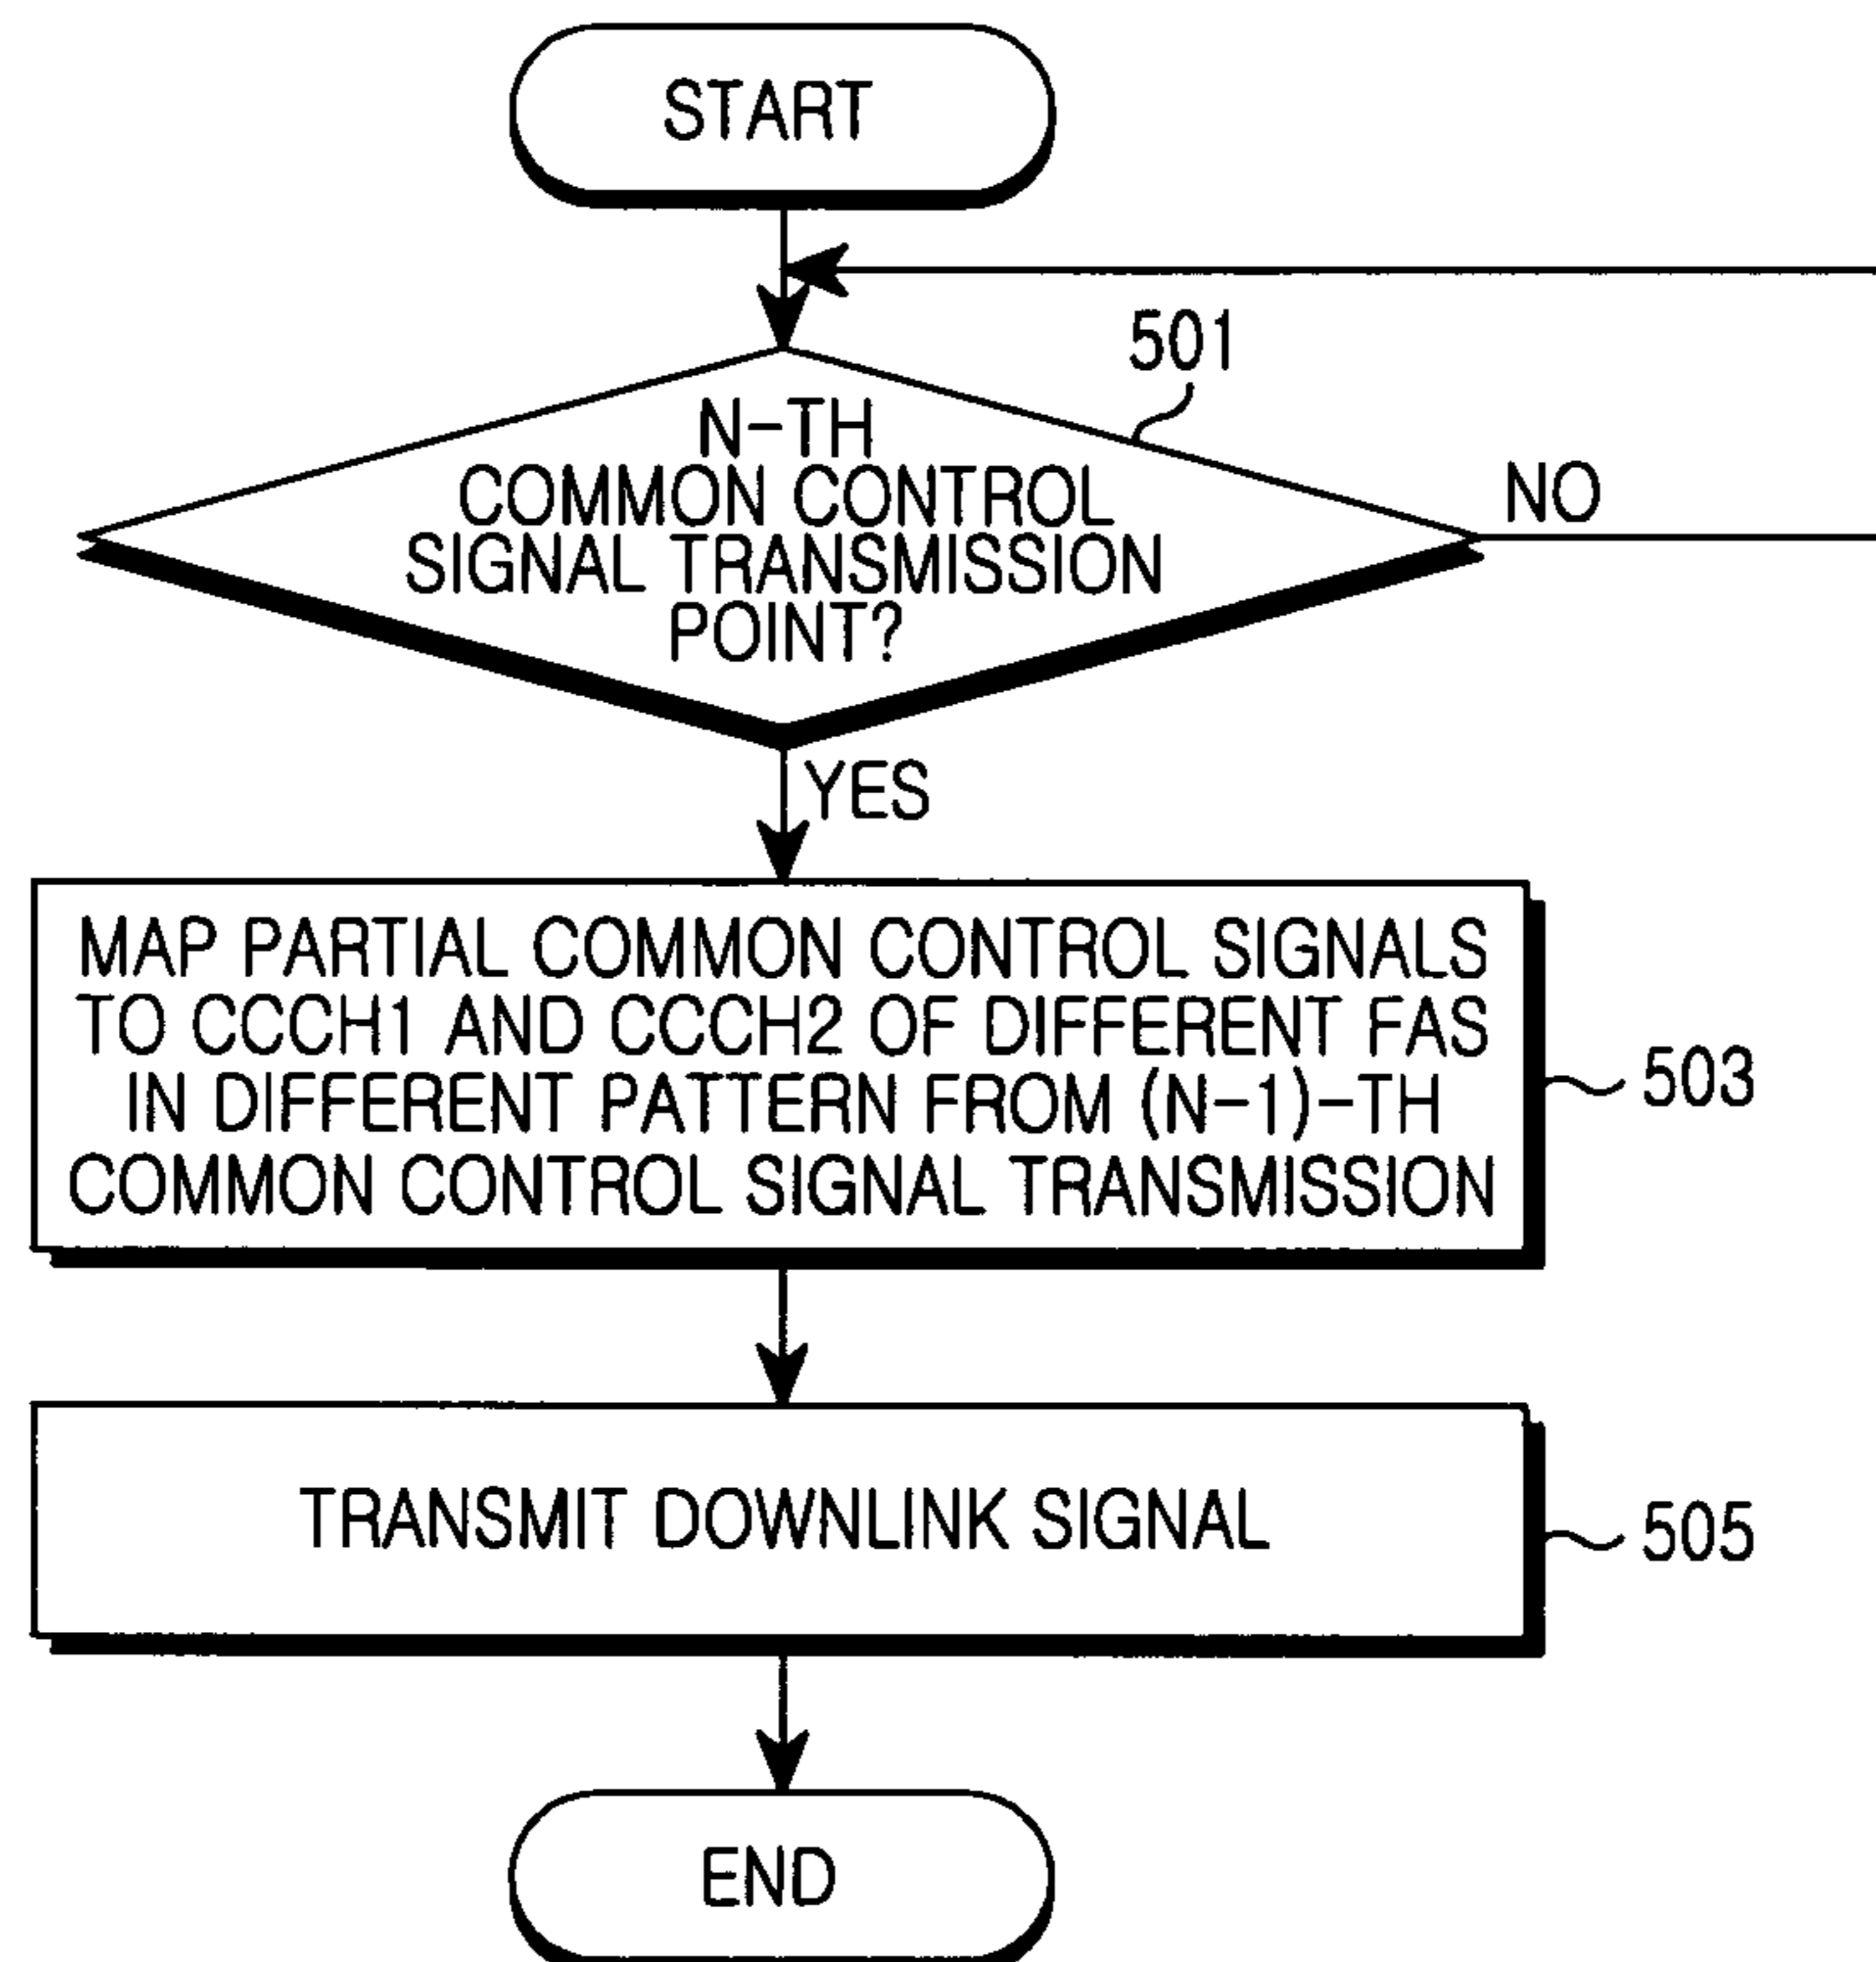 START
501
N-TH
COMMON CONTROL
SIGNAL TRANSMISSION
POINT?
NO
YES
MAP PARTIAL COMMON CONTROL SIGNALS
TO CCCH1 AND CCCH2 OF DIFFERENT FAS
IN DIFFERENT PATTERN FROM (N-1)-TH
COMMON CONTROL SIGNAL TRANSMISSION
503
TRANSMIT DOWNLINK SIGNAL
505
END